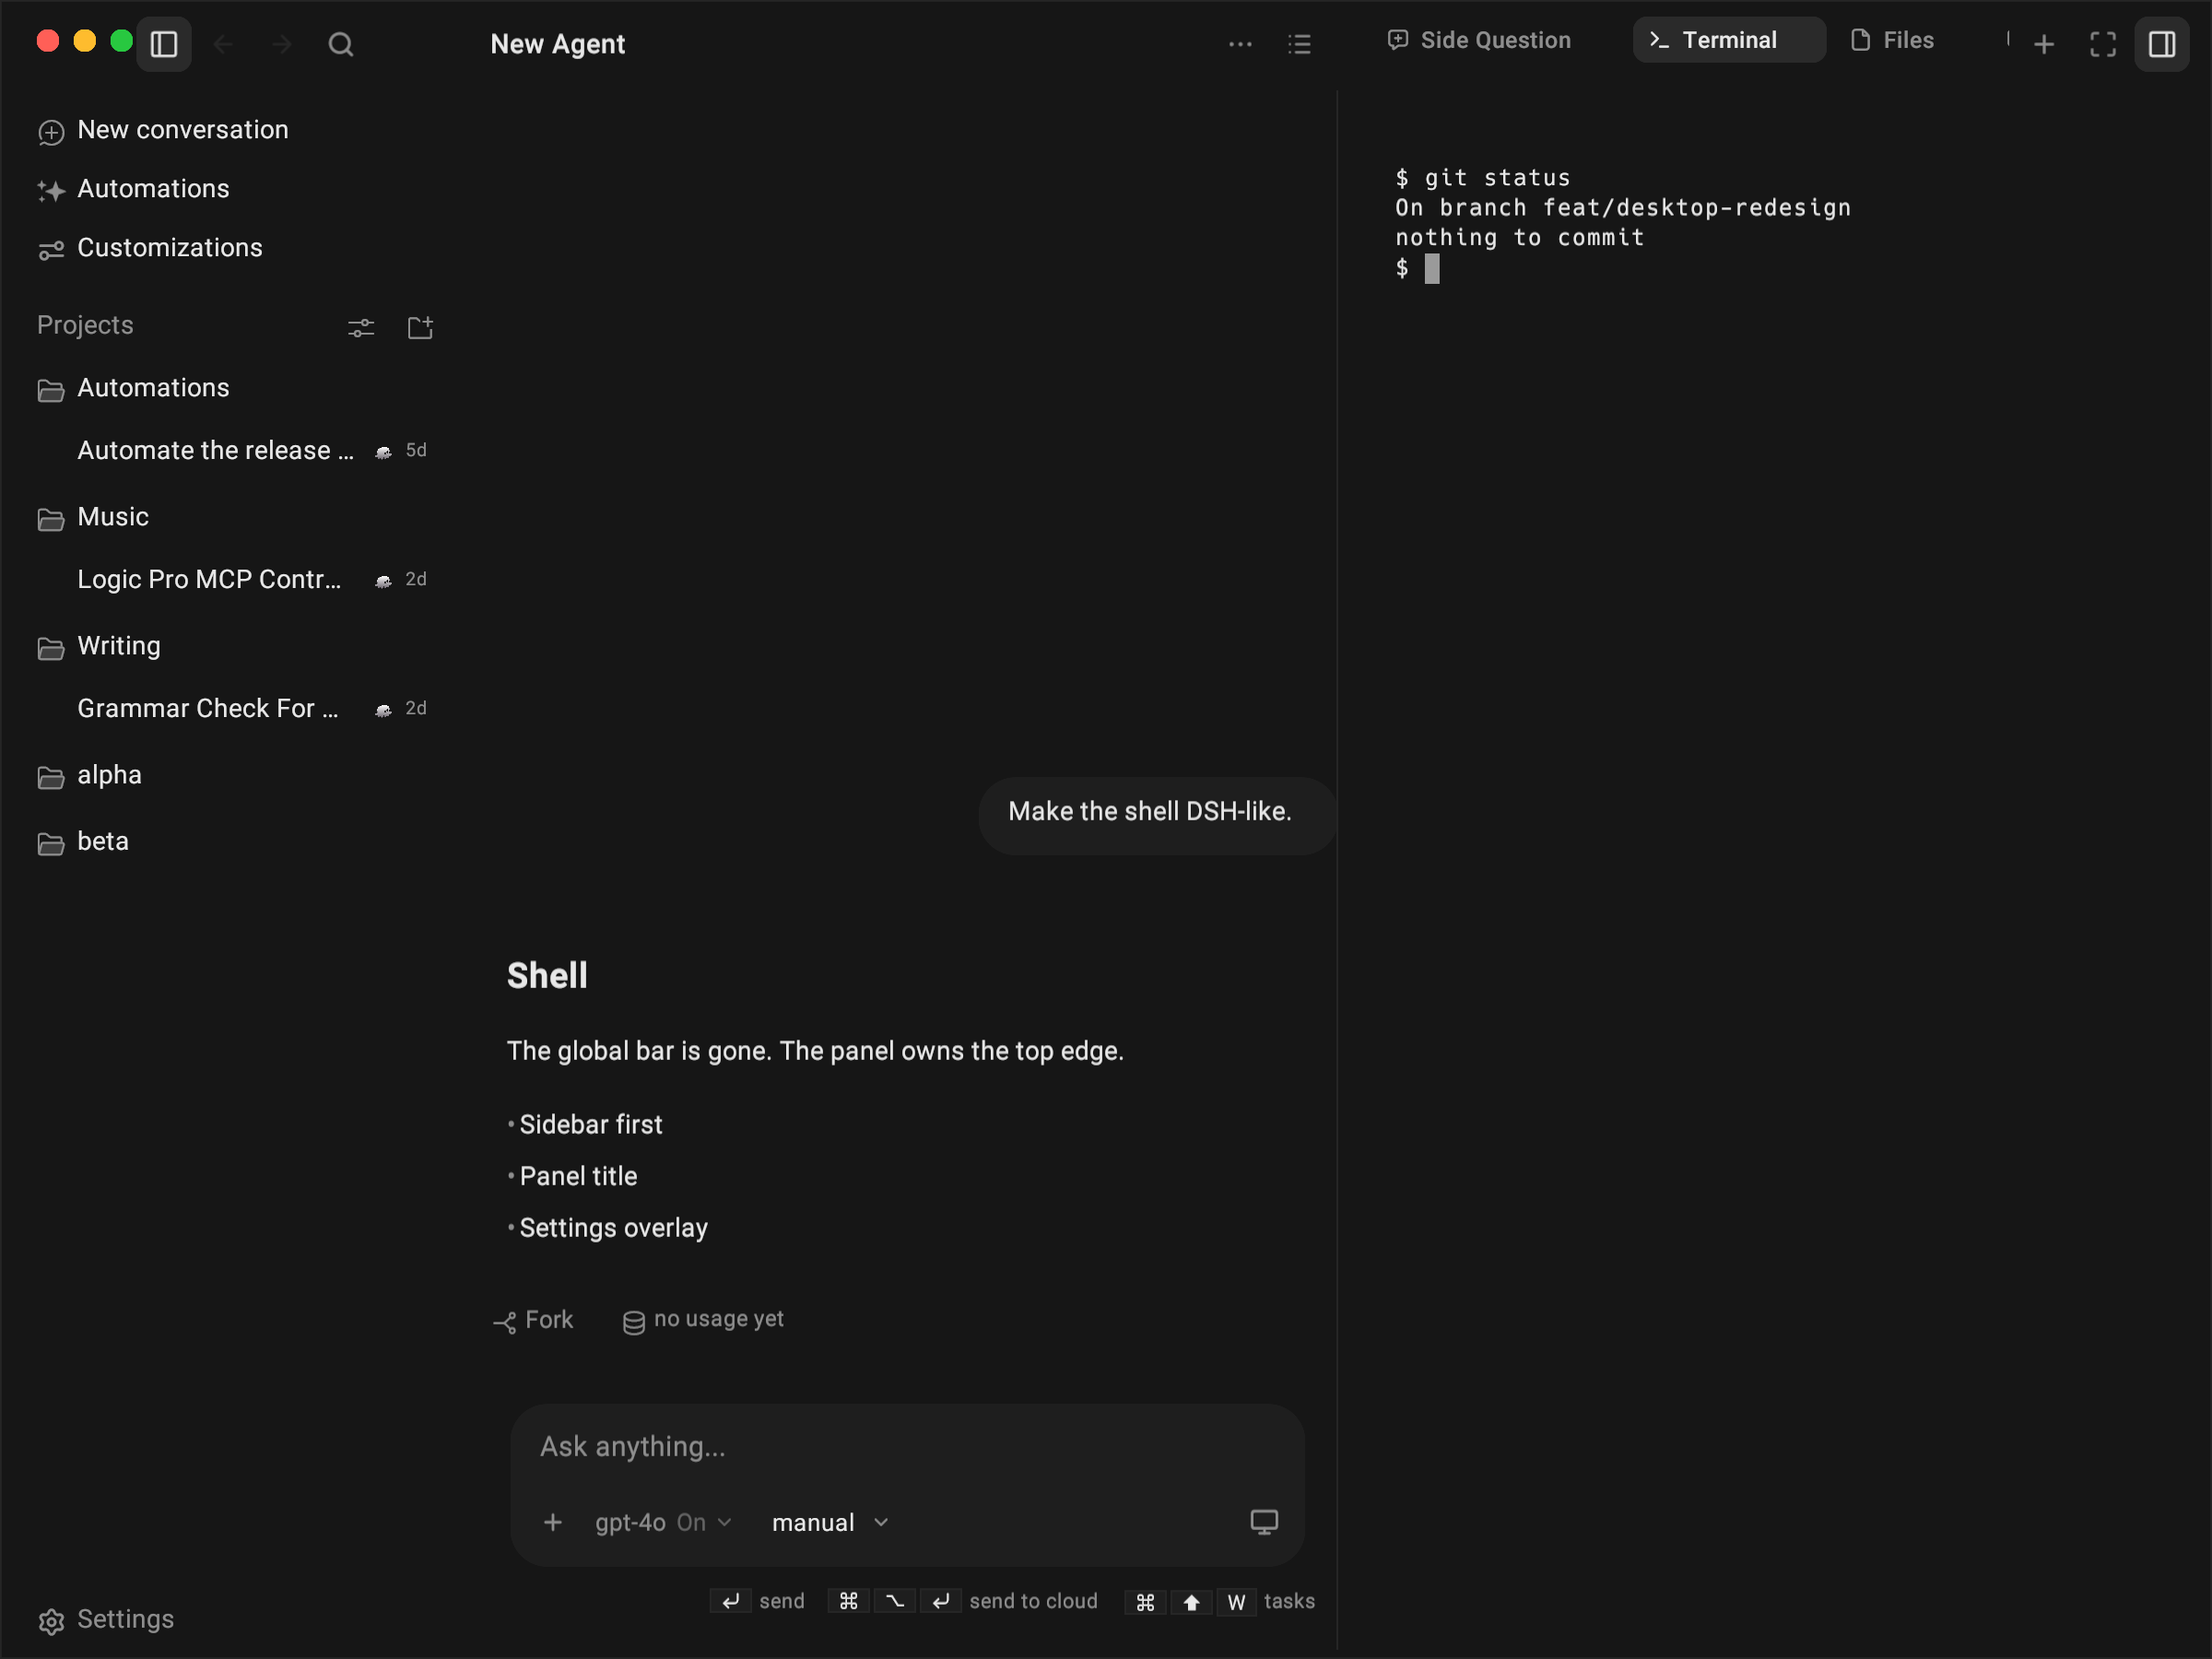 New Agent
Side Question
Terminal
Files
New conversation
Automations
Customizations
Projects
Automations
Automate the release ... 5d
Music
Logic Pro MCP Contr... 2d
Writing
Grammar Check For ... 2d
alpha
beta
Settings
Make the shell DSH-like.
Shell
The global bar is gone. The panel owns the top edge.
• Sidebar first
• Panel title
• Settings overlay
Fork
no usage yet
Ask anything...
gpt-4o On
manual
send
send to cloud
W tasks
$ git status
On branch feat/desktop-redesign
nothing to commit
$